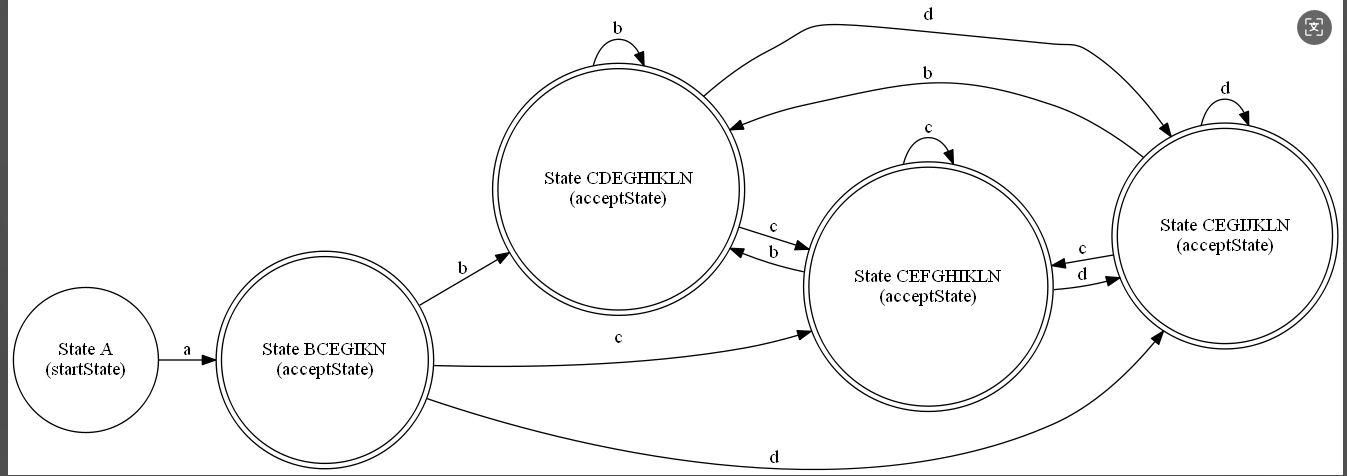 d
b
b
d
c
State CDEGHIKLN
(acceptState)
c
b
State CEFGHIKLN
(acceptState)
c
d
State CEGIJKLN
(acceptState)
b
c
State A
(startState)
a
State BCEGIKN
(acceptState)
d